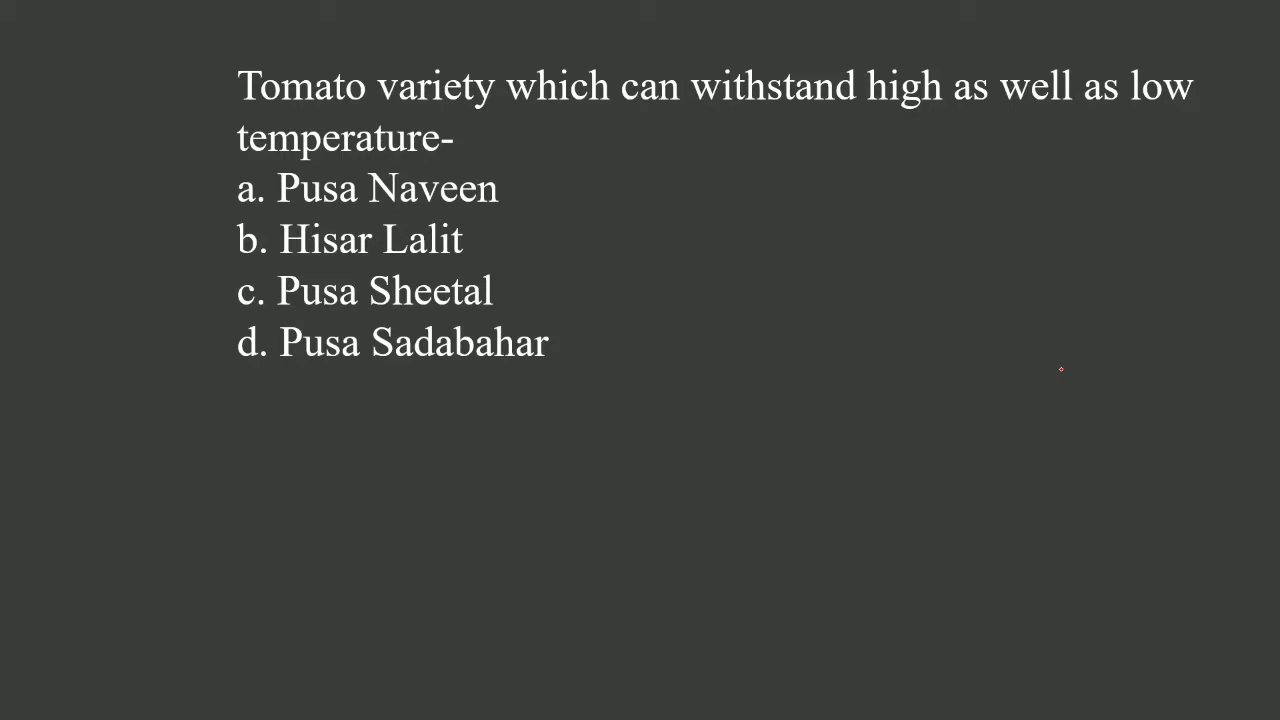 Tomato variety which can withstand high as well as low
temperature-
a. Pusa Naveen
b. Hisar Lalit
c. Pusa Sheetal
d. Pusa Sadabahar